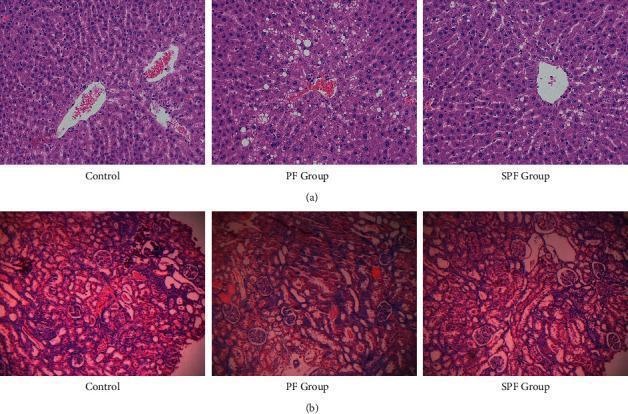 Control
PF Group
SPF Group
(a)
Control
PF Group
SPF Group
(b)